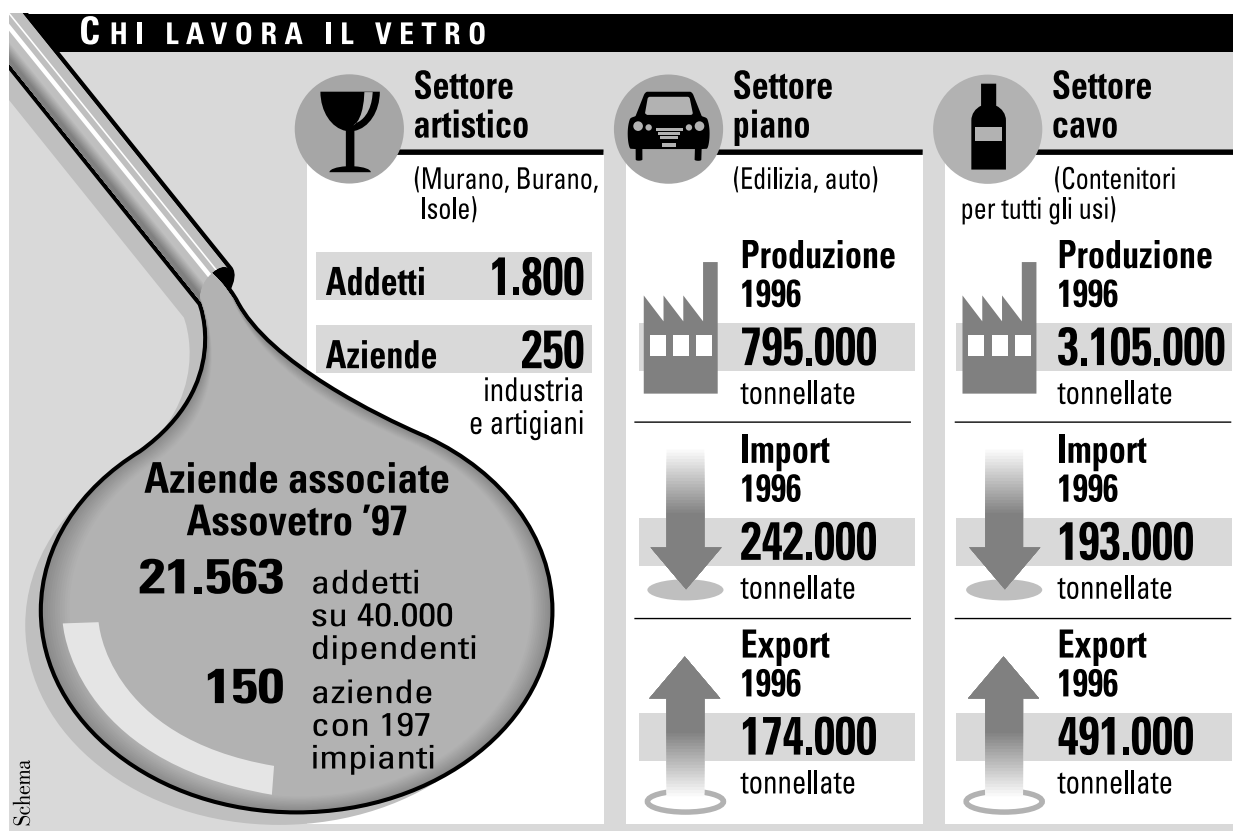 CHI LAVORA IL VETRO
Settore
artistico
(Murano, Burano,
Isole)
Addetti 1.800
Aziende 250
industria
e artigiani
Aziende associate
Assovetro '97
21.563 addetti
su 40.000
dipendenti
150 aziende
con 197
impianti
Settore
piano
(Edilizia, auto)
Produzione
1996
795.000
tonnellate
Import
1996
242.000
tonnellate
Export
1996
174.000
tonnellate
Settore
cavo
(Contenitori
per tutti gli usi)
Produzione
1996
3.105.000
tonnellate
Import
1996
193.000
tonnellate
Export
1996
491.000
tonnellate
Schema